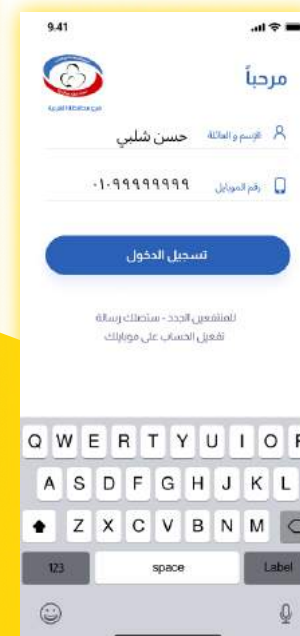 9.41
مرحباً
الإسم و العائلة حسن شلبي
رقم الموبايل ٠١٠٩٩٩٩٩٩٩٩
تسجيل الدخول
للمنتفعين الجدد - ستصلك رسالة
تفعيل الحساب على موبايلك
Q W E R T Y U I O P
A S D F G H J K L
Z X C V B N M
123 space Label